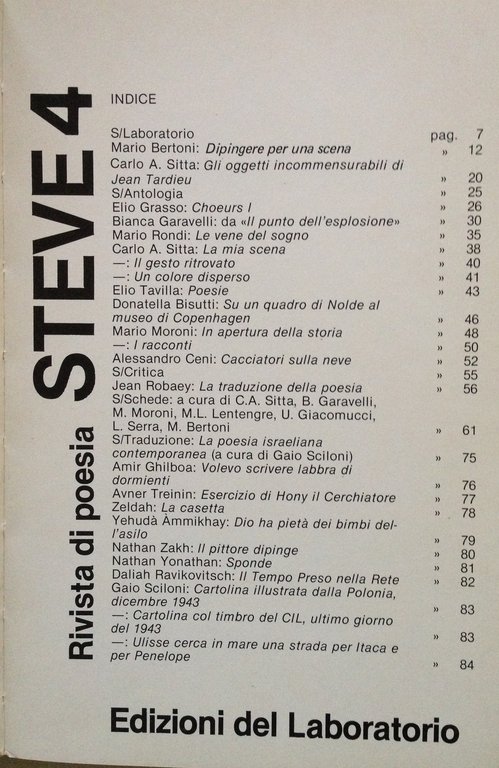 Rivista di poesia STEVE 4
INDICE
S/Laboratorio pag. 7
Mario Bertoni: Dipingere per una scena » 12
Carlo A. Sitta: Gli oggetti incommensurabili di
Jean Tardieu » 20
S/Antologia » 25
Elio Grasso: Choeurs I » 26
Bianca Garavelli: da «Il punto dell'esplosione» » 30
Mario Rondi: Le vene del sogno » 35
Carlo A. Sitta: La mia scena » 38
—: Il gesto ritrovato » 40
—: Un colore disperso » 41
Elio Tavilla: Poesie » 43
Donatella Bisutti: Su un quadro di Nolde al
museo di Copenhagen » 46
Mario Moroni: In apertura della storia » 48
—: I racconti » 50
Alessandro Ceni: Cacciatori sulla neve » 52
S/Critica » 55
Jean Robaey: La traduzione della poesia » 56
S/Schede: a cura di C.A. Sitta, B. Garavelli,
M. Moroni, M.L. Lentengre, U. Giacomucci,
L. Serra, M. Bertoni » 61
S/Traduzione: La poesia israeliana
contemporanea (a cura di Gaio Sciloni) » 75
Amir Ghilboa: Volevo scrivere labbra di
dormienti » 76
Avner Treinin: Esercizio di Hony il Cerchiatore » 77
Zeldah: La casetta » 78
Yehudà Àmmikhay: Dio ha pietà dei bimbi del-
l'asilo » 79
Nathan Zakh: Il pittore dipinge » 80
Nathan Yonathan: Sponde » 81
Daliah Ravikovitsch: Il Tempo Preso nella Rete » 82
Gaio Sciloni: Cartolina illustrata dalla Polonia,
dicembre 1943 » 83
—: Cartolina col timbro del CIL, ultimo giorno
del 1943 » 83
—: Ulisse cerca in mare una strada per Itaca e
per Penelope » 84
Edizioni del Laboratorio